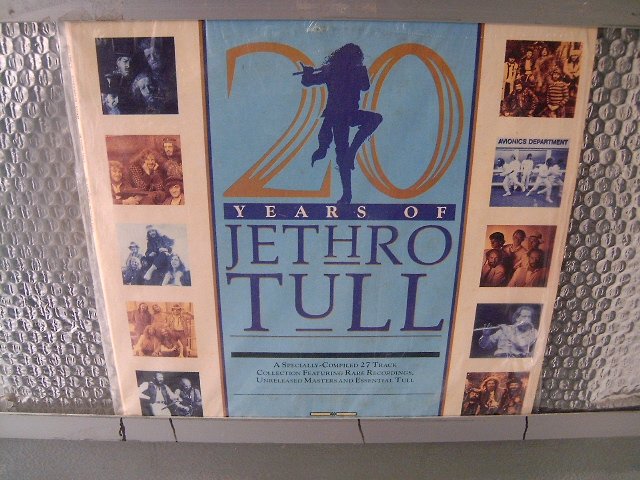 20
YEARS OF
JETHRO
TULL
A SPECIALLY-COMPILED 27 TRACK
COLLECTION FEATURING RARE RECORDINGS,
UNRELEASED MASTERS AND ESSENTIAL TULL
AVIONICS DEPARTMENT